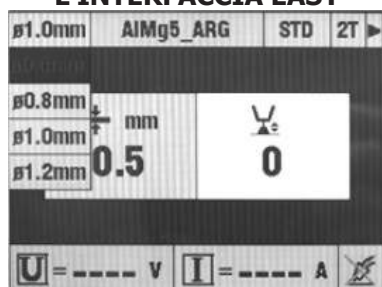 E INTERFACCIA EASY
ø1.0mm AlMg5_ARG STD 2T
ø0.8mm
ø1.0mm
ø1.2mm
mm
0.5 0
U = ---- V I = ---- A